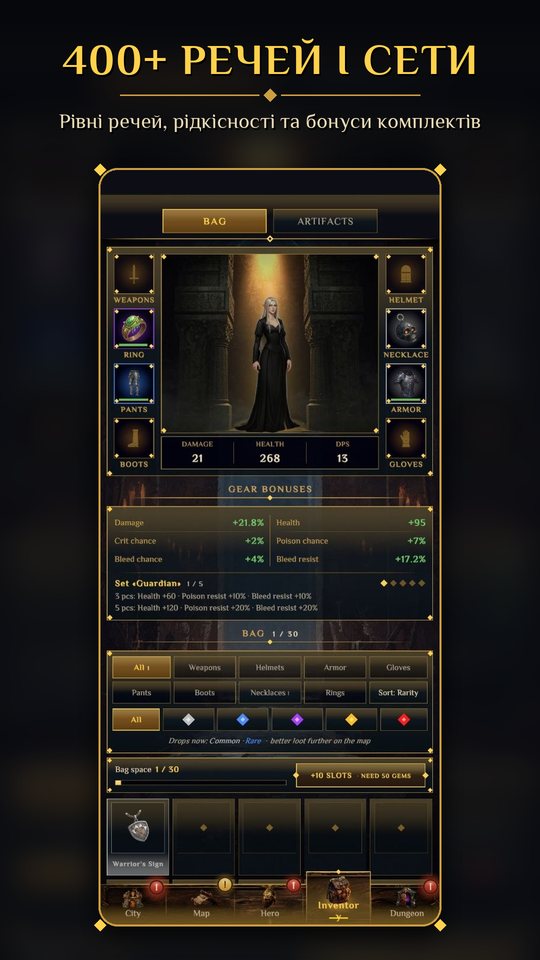 400+ РЕЧЕЙ І СЕТИ
Рівні речей, рідкісності та бонуси комплектів
BAG
ARTIFACTS
WEAPONS
HELMET
RING
NECKLACE
PANTS
ARMOR
BOOTS
GLOVES
DAMAGE HEALTH DPS
21 268 13
GEAR BONUSES
Damage +21.8% Health +95
Crit chance +2% Poison chance +7%
Bleed chance +4% Bleed resist +17.2%
Set «Guardian» 1 / 5
3 pcs: Health +60 · Poison resist +10% · Bleed resist +10%
5 pcs: Health +120 · Poison resist +20% · Bleed resist +20%
BAG 1 / 30
All 1 Weapons Helmets Armor Gloves
Pants Boots Necklaces 1 Rings Sort: Rarity
All
Drops now: Common · Rare · better loot further on the map
Bag space 1 / 30
+10 SLOTS · NEED 50 GEMS
Warrior's Sign
! ! ! !
City Map Hero Inventor
y Dungeon